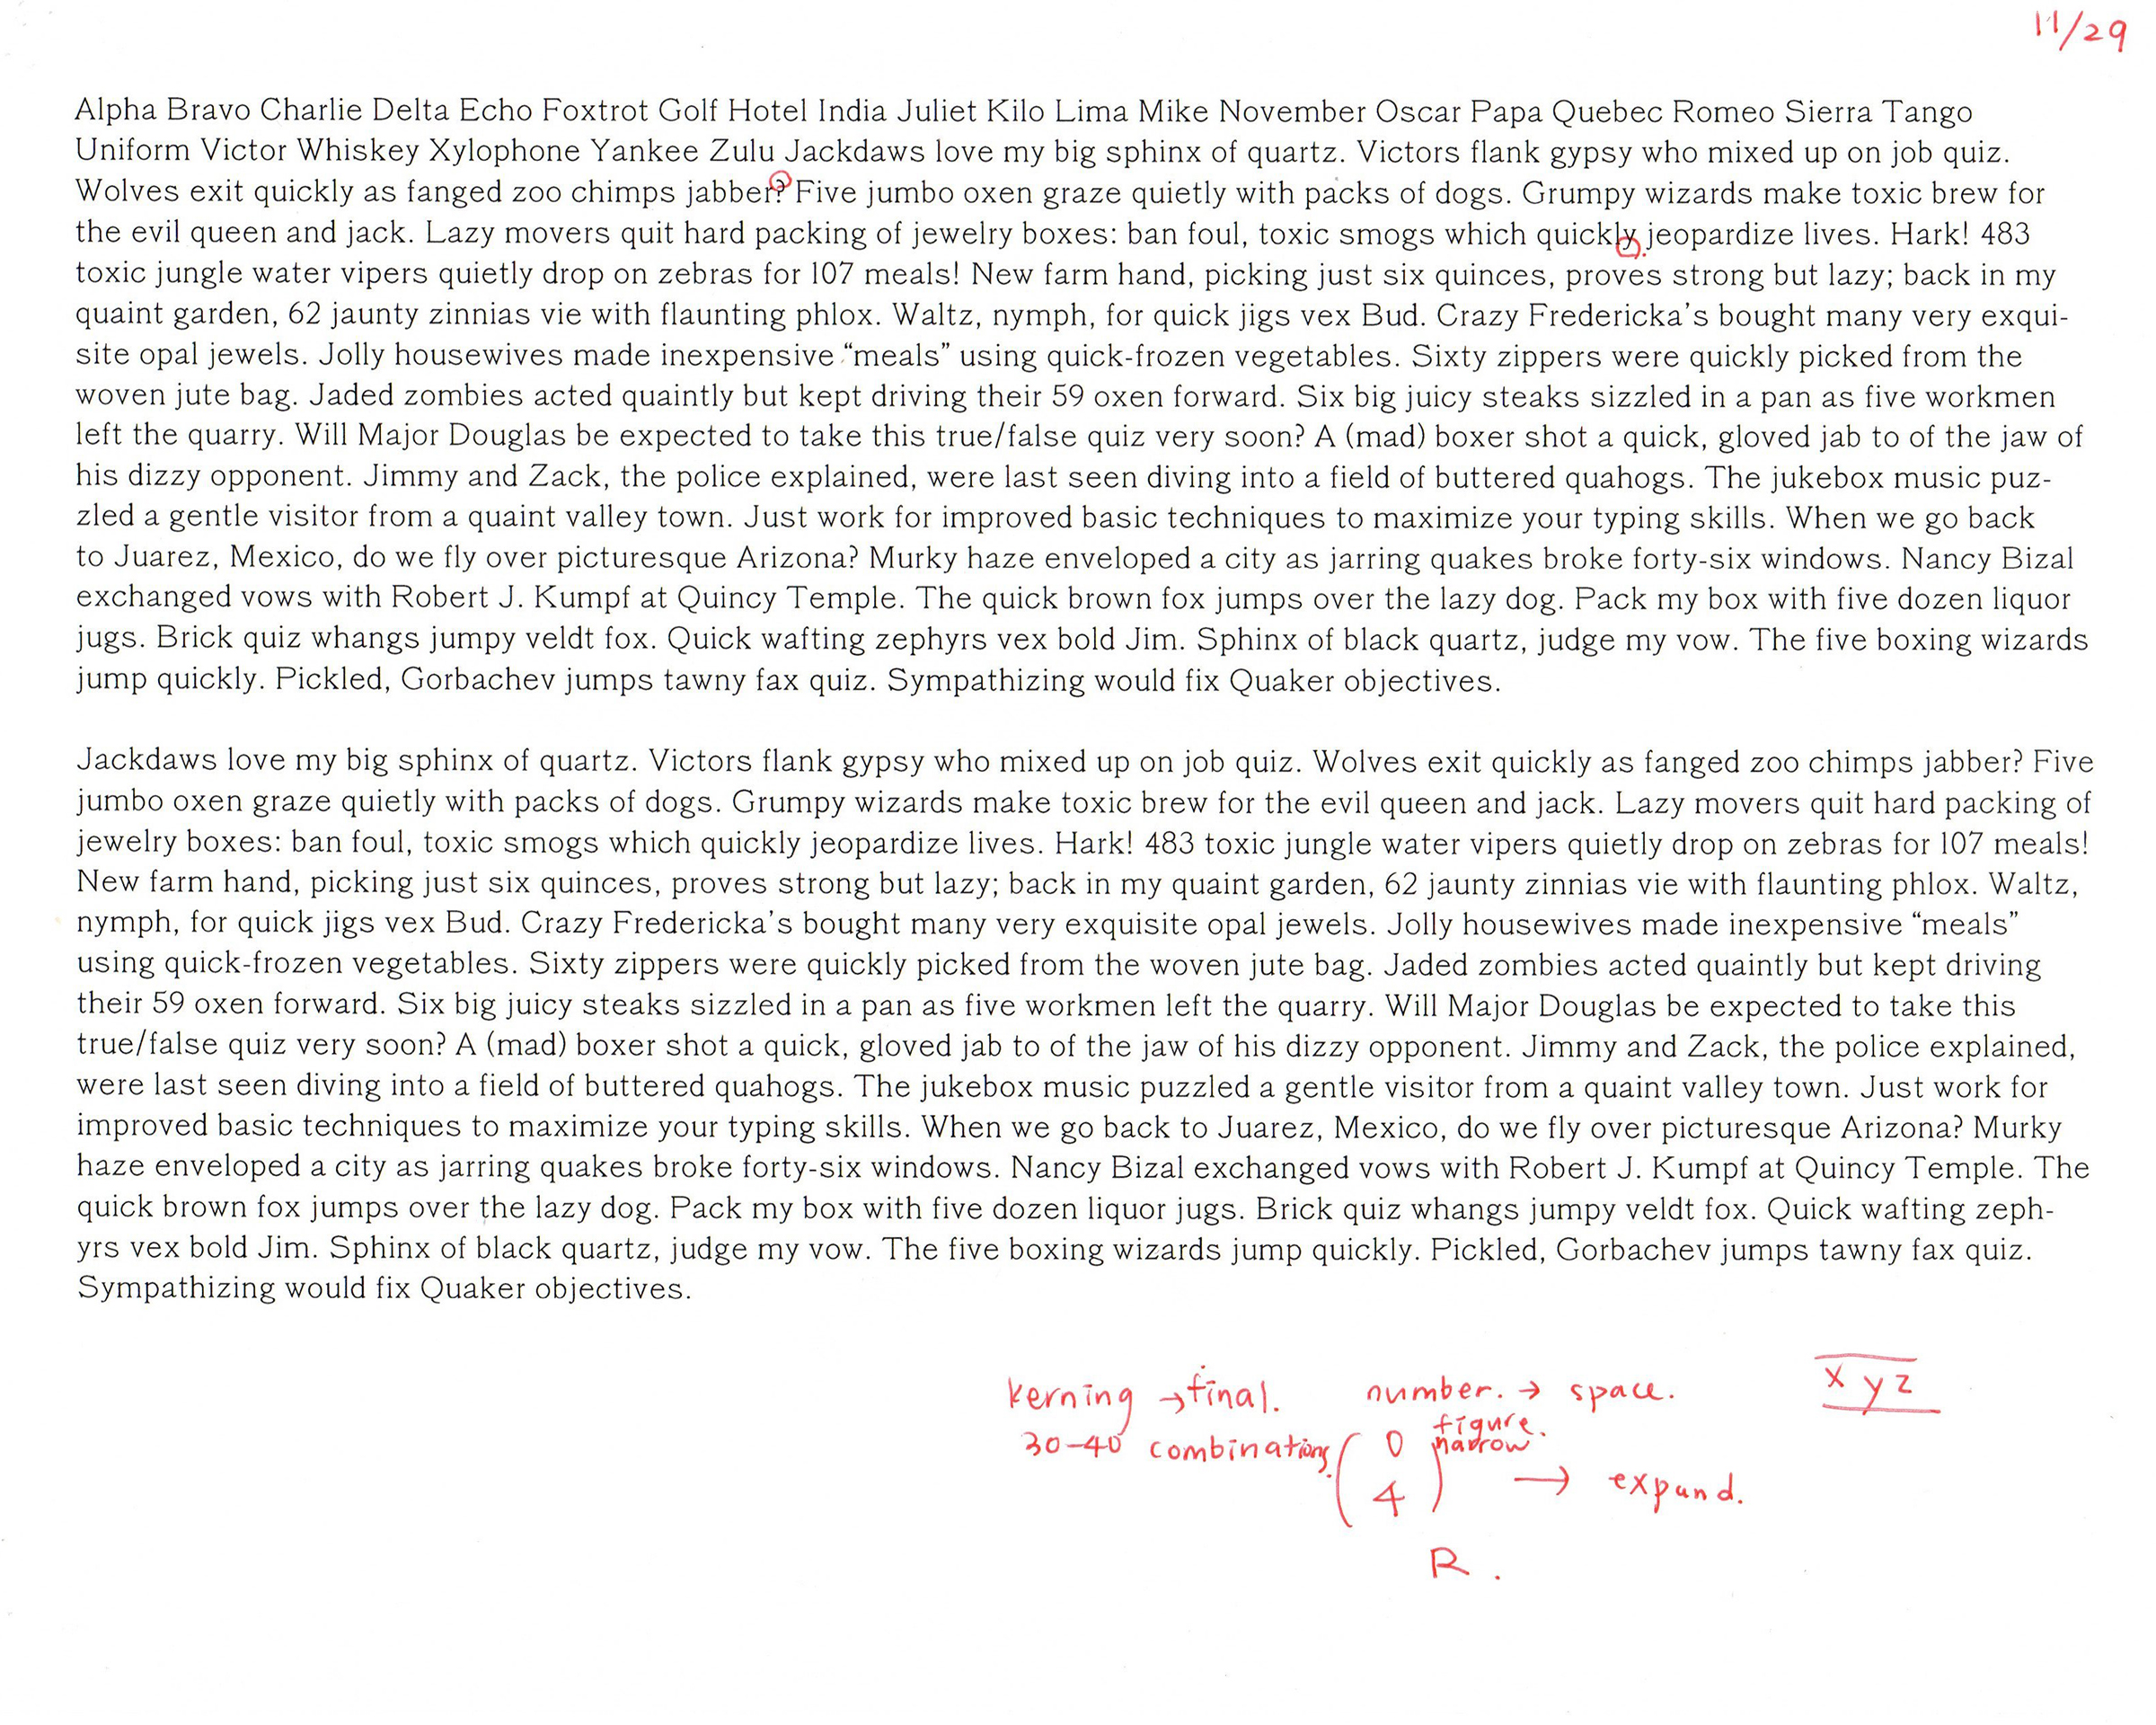 11/29
Alpha Bravo Charlie Delta Echo Foxtrot Golf Hotel India Juliet Kilo Lima Mike November Oscar Papa Quebec Romeo Sierra Tango
Uniform Victor Whiskey Xylophone Yankee Zulu Jackdaws love my big sphinx of quartz. Victors flank gypsy who mixed up on job quiz.
Wolves exit quickly as fanged zoo chimps jabber? Five jumbo oxen graze quietly with packs of dogs. Grumpy wizards make toxic brew for
the evil queen and jack. Lazy movers quit hard packing of jewelry boxes: ban foul, toxic smogs which quickly jeopardize lives. Hark! 483
toxic jungle water vipers quietly drop on zebras for 107 meals! New farm hand, picking just six quinces, proves strong but lazy; back in my
quaint garden, 62 jaunty zinnias vie with flaunting phlox. Waltz, nymph, for quick jigs vex Bud. Crazy Fredericka’s bought many very exqui-
site opal jewels. Jolly housewives made inexpensive “meals” using quick-frozen vegetables. Sixty zippers were quickly picked from the
woven jute bag. Jaded zombies acted quaintly but kept driving their 59 oxen forward. Six big juicy steaks sizzled in a pan as five workmen
left the quarry. Will Major Douglas be expected to take this true/false quiz very soon? A (mad) boxer shot a quick, gloved jab to of the jaw of
his dizzy opponent. Jimmy and Zack, the police explained, were last seen diving into a field of buttered quahogs. The jukebox music puz-
zled a gentle visitor from a quaint valley town. Just work for improved basic techniques to maximize your typing skills. When we go back
to Juarez, Mexico, do we fly over picturesque Arizona? Murky haze enveloped a city as jarring quakes broke forty-six windows. Nancy Bizal
exchanged vows with Robert J. Kumpf at Quincy Temple. The quick brown fox jumps over the lazy dog. Pack my box with five dozen liquor
jugs. Brick quiz whangs jumpy veldt fox. Quick wafting zephyrs vex bold Jim. Sphinx of black quartz, judge my vow. The five boxing wizards
jump quickly. Pickled, Gorbachev jumps tawny fax quiz. Sympathizing would fix Quaker objectives.
Jackdaws love my big sphinx of quartz. Victors flank gypsy who mixed up on job quiz. Wolves exit quickly as fanged zoo chimps jabber? Five
jumbo oxen graze quietly with packs of dogs. Grumpy wizards make toxic brew for the evil queen and jack. Lazy movers quit hard packing of
jewelry boxes: ban foul, toxic smogs which quickly jeopardize lives. Hark! 483 toxic jungle water vipers quietly drop on zebras for 107 meals!
New farm hand, picking just six quinces, proves strong but lazy; back in my quaint garden, 62 jaunty zinnias vie with flaunting phlox. Waltz,
nymph, for quick jigs vex Bud. Crazy Fredericka’s bought many very exquisite opal jewels. Jolly housewives made inexpensive “meals”
using quick-frozen vegetables. Sixty zippers were quickly picked from the woven jute bag. Jaded zombies acted quaintly but kept driving
their 59 oxen forward. Six big juicy steaks sizzled in a pan as five workmen left the quarry. Will Major Douglas be expected to take this
true/false quiz very soon? A (mad) boxer shot a quick, gloved jab to of the jaw of his dizzy opponent. Jimmy and Zack, the police explained,
were last seen diving into a field of buttered quahogs. The jukebox music puzzled a gentle visitor from a quaint valley town. Just work for
improved basic techniques to maximize your typing skills. When we go back to Juarez, Mexico, do we fly over picturesque Arizona? Murky
haze enveloped a city as jarring quakes broke forty-six windows. Nancy Bizal exchanged vows with Robert J. Kumpf at Quincy Temple. The
quick brown fox jumps over the lazy dog. Pack my box with five dozen liquor jugs. Brick quiz whangs jumpy veldt fox. Quick wafting zeph-
yrs vex bold Jim. Sphinx of black quartz, judge my vow. The five boxing wizards jump quickly. Pickled, Gorbachev jumps tawny fax quiz.
Sympathizing would fix Quaker objectives.
kerning → final. number. → space. x y z
30-40 combinations. ( 0 figure.
narrow
4 ) → expand.
R.